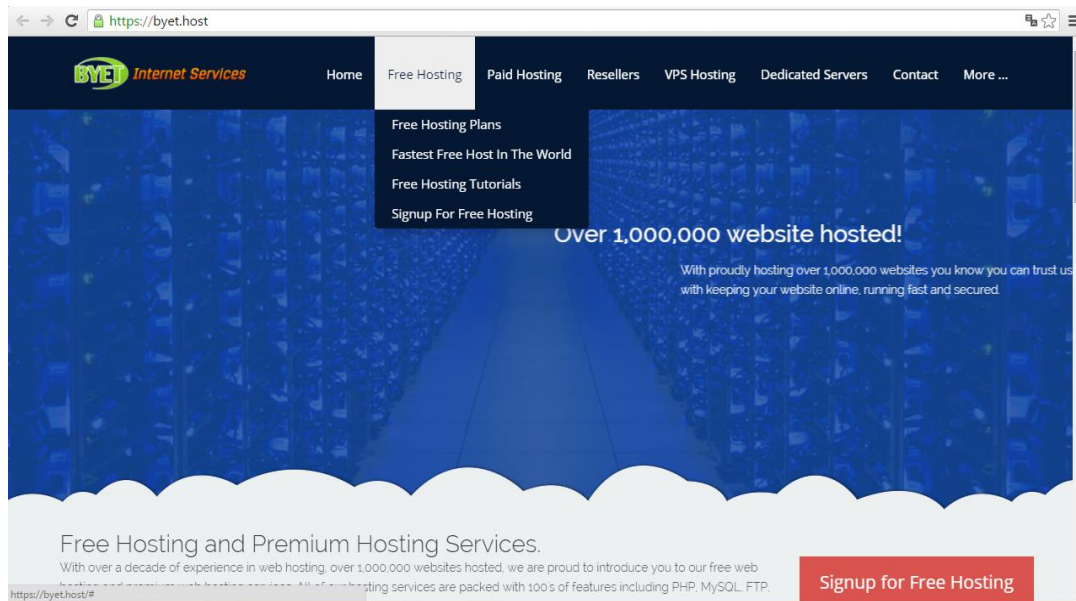 https://byet.host
BYET Internet Services
Home Free Hosting Paid Hosting Resellers VPS Hosting Dedicated Servers Contact More ...
Free Hosting Plans
Fastest Free Host In The World
Free Hosting Tutorials
Signup For Free Hosting
Over 1,000,000 website hosted!
With proudly hosting over 1,000,000 websites you know you can trust us
with keeping your website online, running fast and secured.
Free Hosting and Premium Hosting Services.
With over a decade of experience in web hosting, over 1,000,000 websites hosted, we are proud to introduce you to our free web
hosting services are packed with 100's of features including PHP, MySQL, FTP,
Signup for Free Hosting
https://byet.host/#